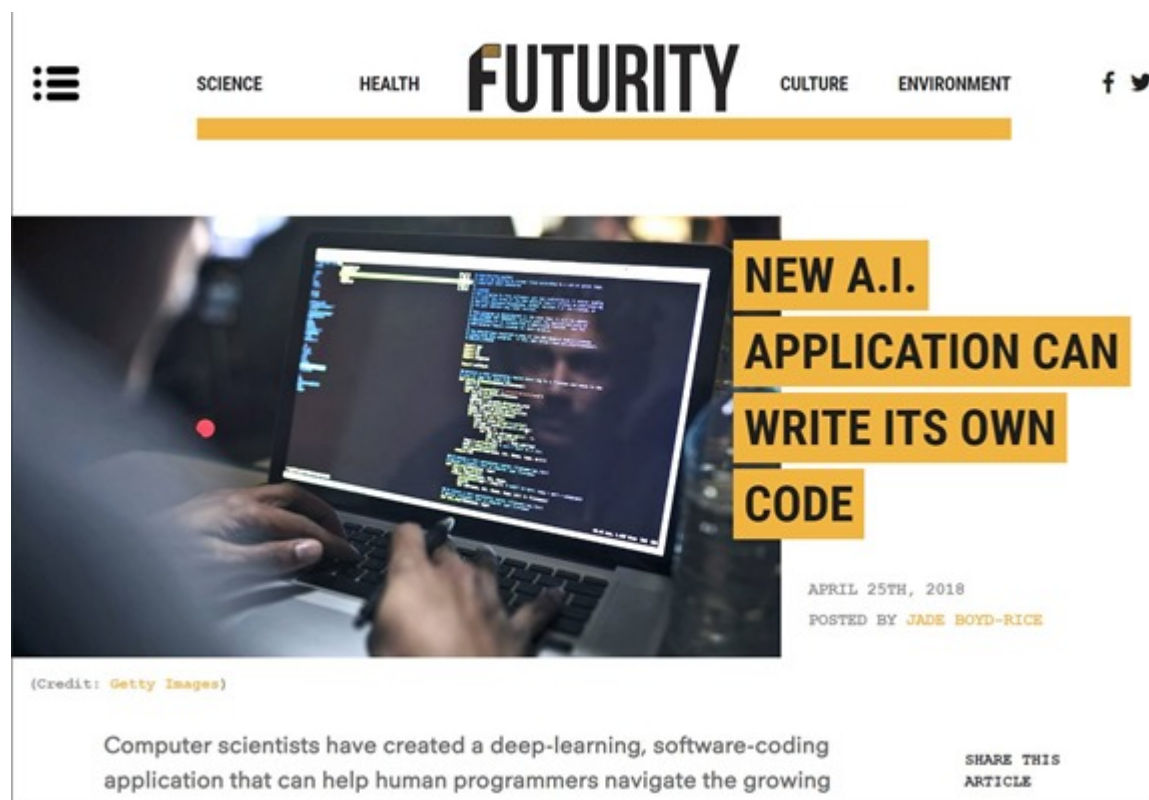 SCIENCE HEALTH FUTURITY CULTURE ENVIRONMENT
NEW A.I.
APPLICATION CAN
WRITE ITS OWN
CODE
APRIL 25TH, 2018
POSTED BY JADE BOYD-RICE
(Credit: Getty Images)
Computer scientists have created a deep-learning, software-coding
application that can help human programmers navigate the growing
SHARE THIS
ARTICLE